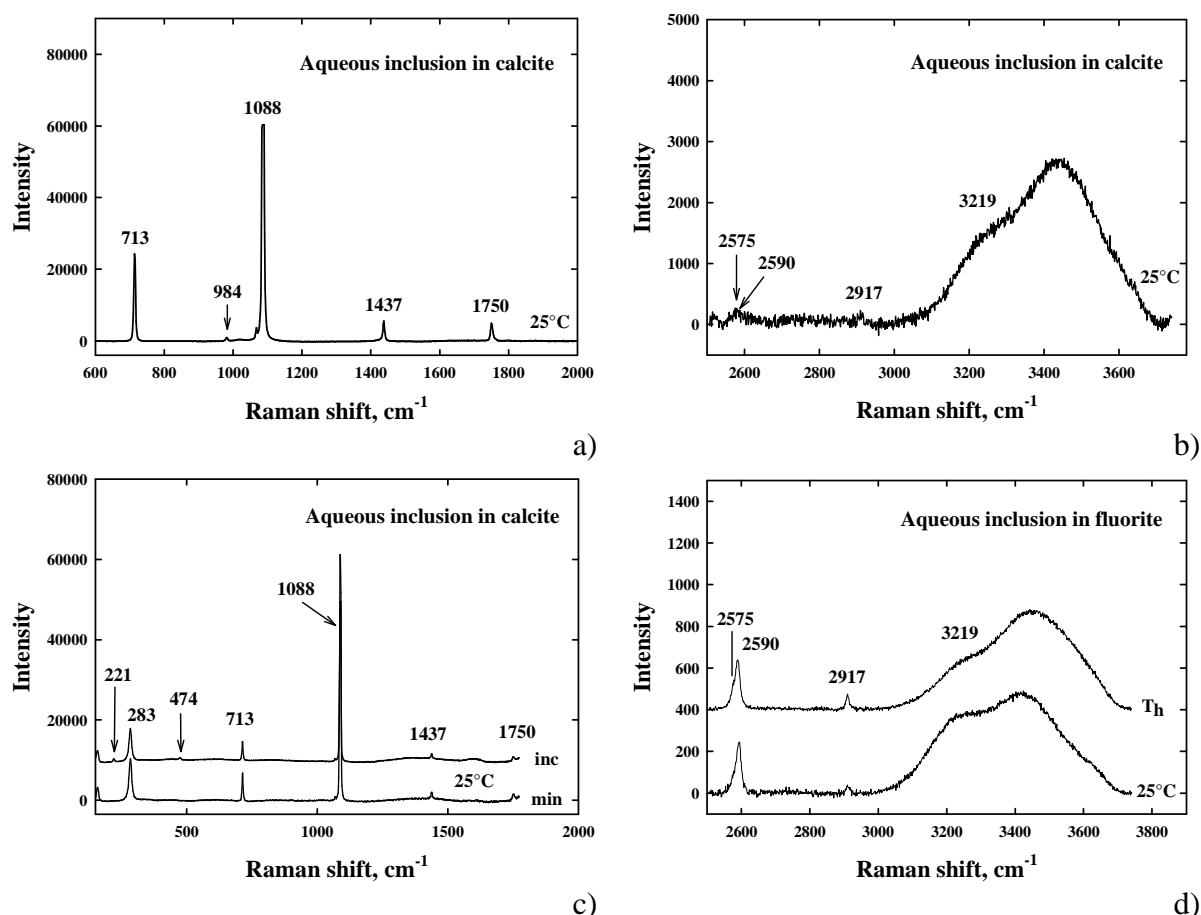 80000
60000
40000
20000
0
Intensity
Aqueous inclusion in calcite
1088
713
984
1437
1750
25°C
600 800 1000 1200 1400 1600 1800 2000
Raman shift, cm-1
a)
5000
4000
3000
2000
1000
0
Intensity
Aqueous inclusion in calcite
3219
2575
2590
2917
25°C
2600 2800 3000 3200 3400 3600
Raman shift, cm-1
b)
80000
60000
40000
20000
0
Intensity
Aqueous inclusion in calcite
1088
221
283
474
713
1437
1750
inc
25°C
min
500 1000 1500 2000
Raman shift, cm-1
c)
1400
1200
1000
800
600
400
200
0
Intensity
Aqueous inclusion in fluorite
2575
2590
3219
2917
Th
25°C
2600 2800 3000 3200 3400 3600 3800
Raman shift, cm-1
d)